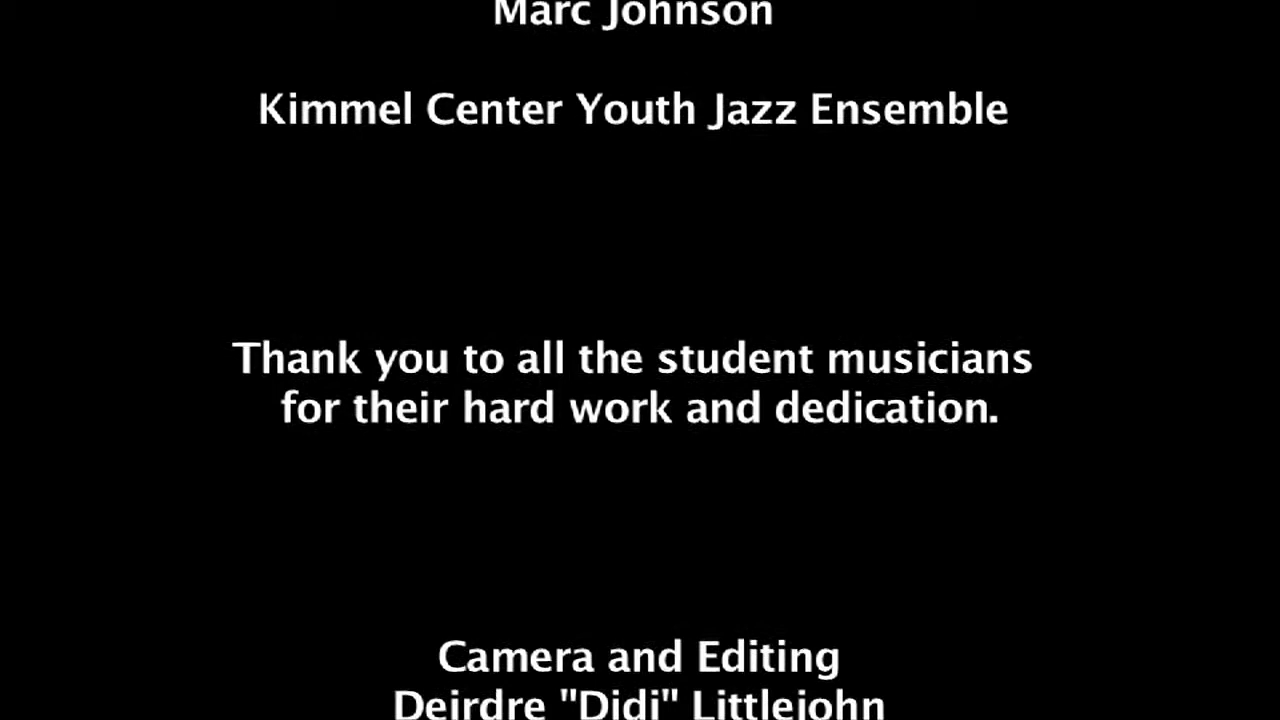 Marc Johnson
Kimmel Center Youth Jazz Ensemble
Thank you to all the student musicians
for their hard work and dedication.
Camera and Editing
Deirdre "Didi" Littlejohn